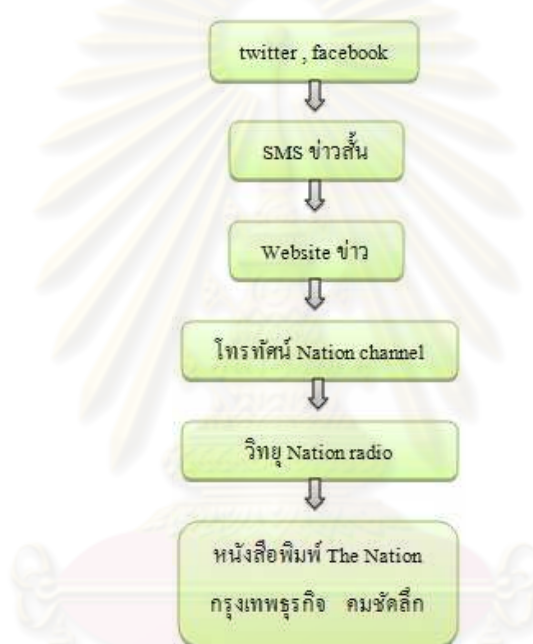 twitter , facebook
SMS ข่าวสั้น
Website ข่าว
โทรทัศน์ Nation channel
วิทยุ Nation radio
หนังสือพิมพ์ The Nation
กรุงเทพธุรกิจ คมชัดลึก